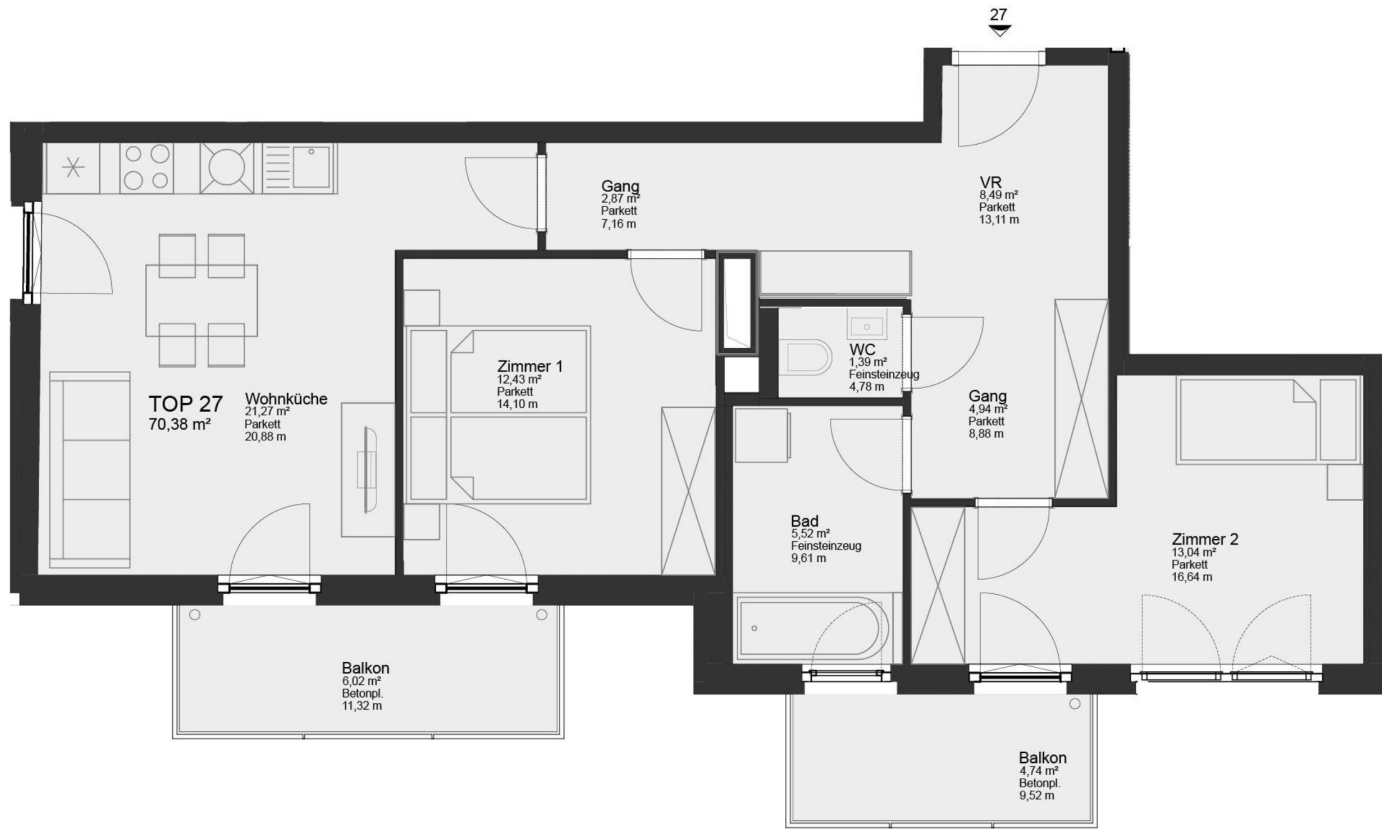 27
Gang
2,87 m²
Parkett
7,16 m
VR
8,49 m²
Parkett
13,11 m
Zimmer 1
12,43 m²
Parkett
14,10 m
WC
1,39 m²
Feinsteinzeug
4,78 m
TOP 27
70,38 m²
Wohnküche
21,27 m²
Parkett
20,88 m
Gang
4,94 m²
Parkett
8,88 m
Bad
5,52 m²
Feinsteinzeug
9,61 m
Zimmer 2
13,04 m²
Parkett
16,64 m
Balkon
6,02 m²
Betonpl.
11,32 m
Balkon
4,74 m²
Betonpl.
9,52 m